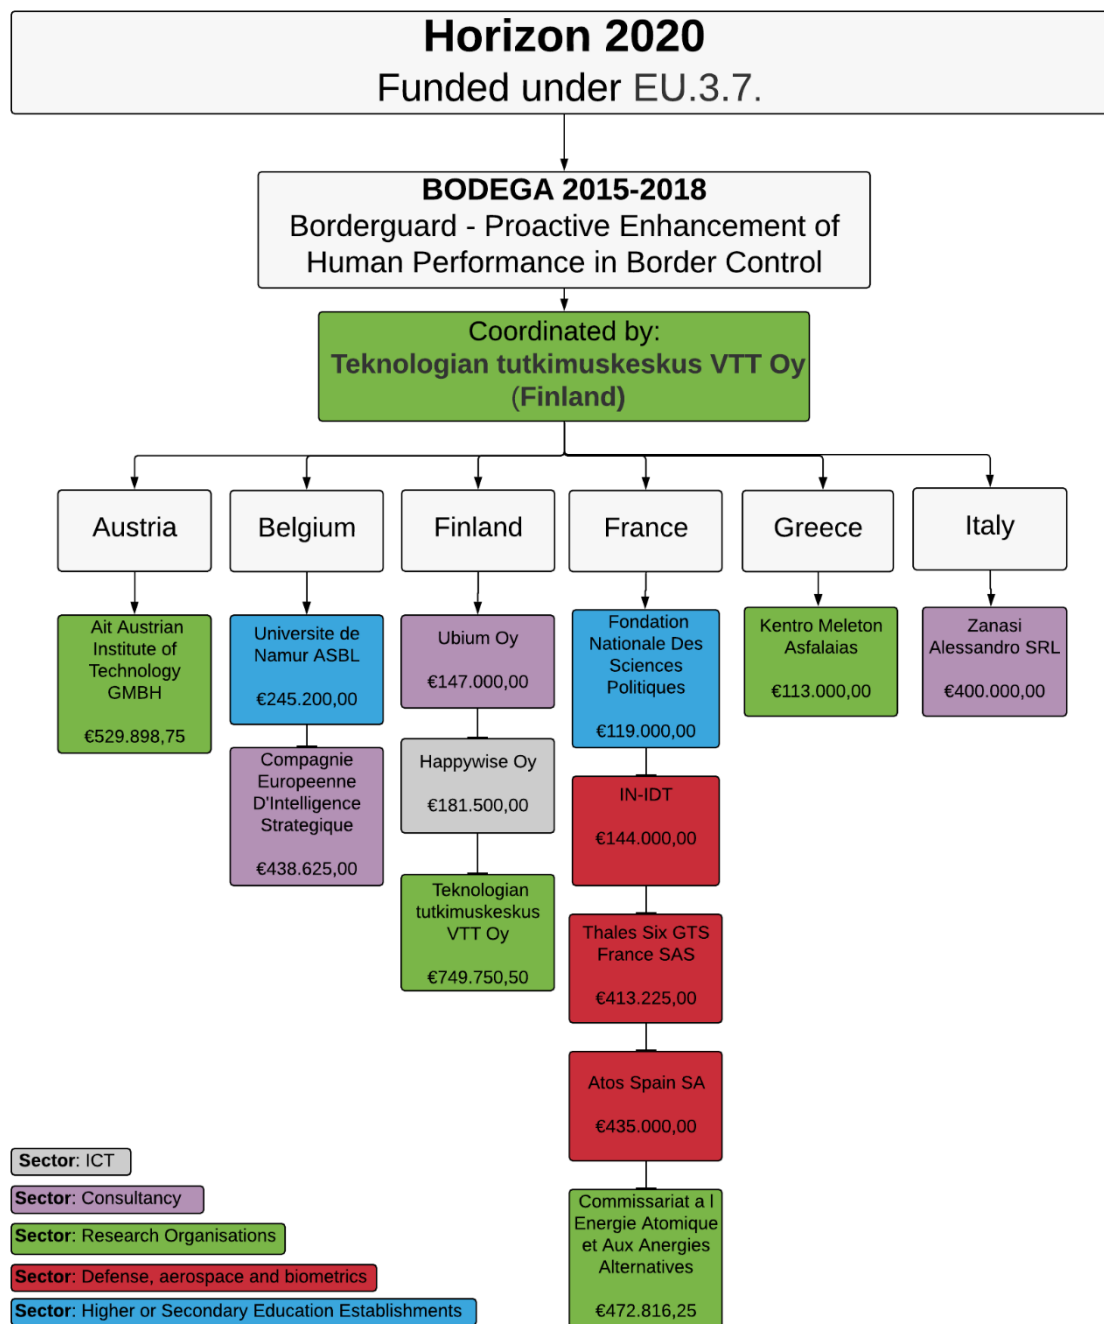 Horizon 2020
Funded under EU.3.7.
BODEGA 2015-2018
Borderguard - Proactive Enhancement of
Human Performance in Border Control
Coordinated by:
Teknologian tutkimuskeskus VTT Oy
(Finland)
Austria
Belgium
Finland
France
Greece
Italy
Ait Austrian
Institute of
Technology
GMBH
€529.898,75
Universite de
Namur ASBL
€245.200,00
Compagnie
Europeenne
D'Intelligence
Strategique
€438.625,00
Ubium Oy
€147.000,00
Happywise Oy
€181.500,00
Teknologian
tutkimuskeskus
VTT Oy
€749.750,50
Fondation
Nationale Des
Sciences
Politiques
€119.000,00
IN-IDT
€144.000,00
Thales Six GTS
France SAS
€413.225,00
Atos Spain SA
€435.000,00
Commissariat a l
Energie Atomique
et Aux Anergies
Alternatives
€472.816,25
Kentro Meleton
Asfalaias
€113.000,00
Zanasi
Alessandro SRL
€400.000,00
Sector: ICT
Sector: Consultancy
Sector: Research Organisations
Sector: Defense, aerospace and biometrics
Sector: Higher or Secondary Education Establishments